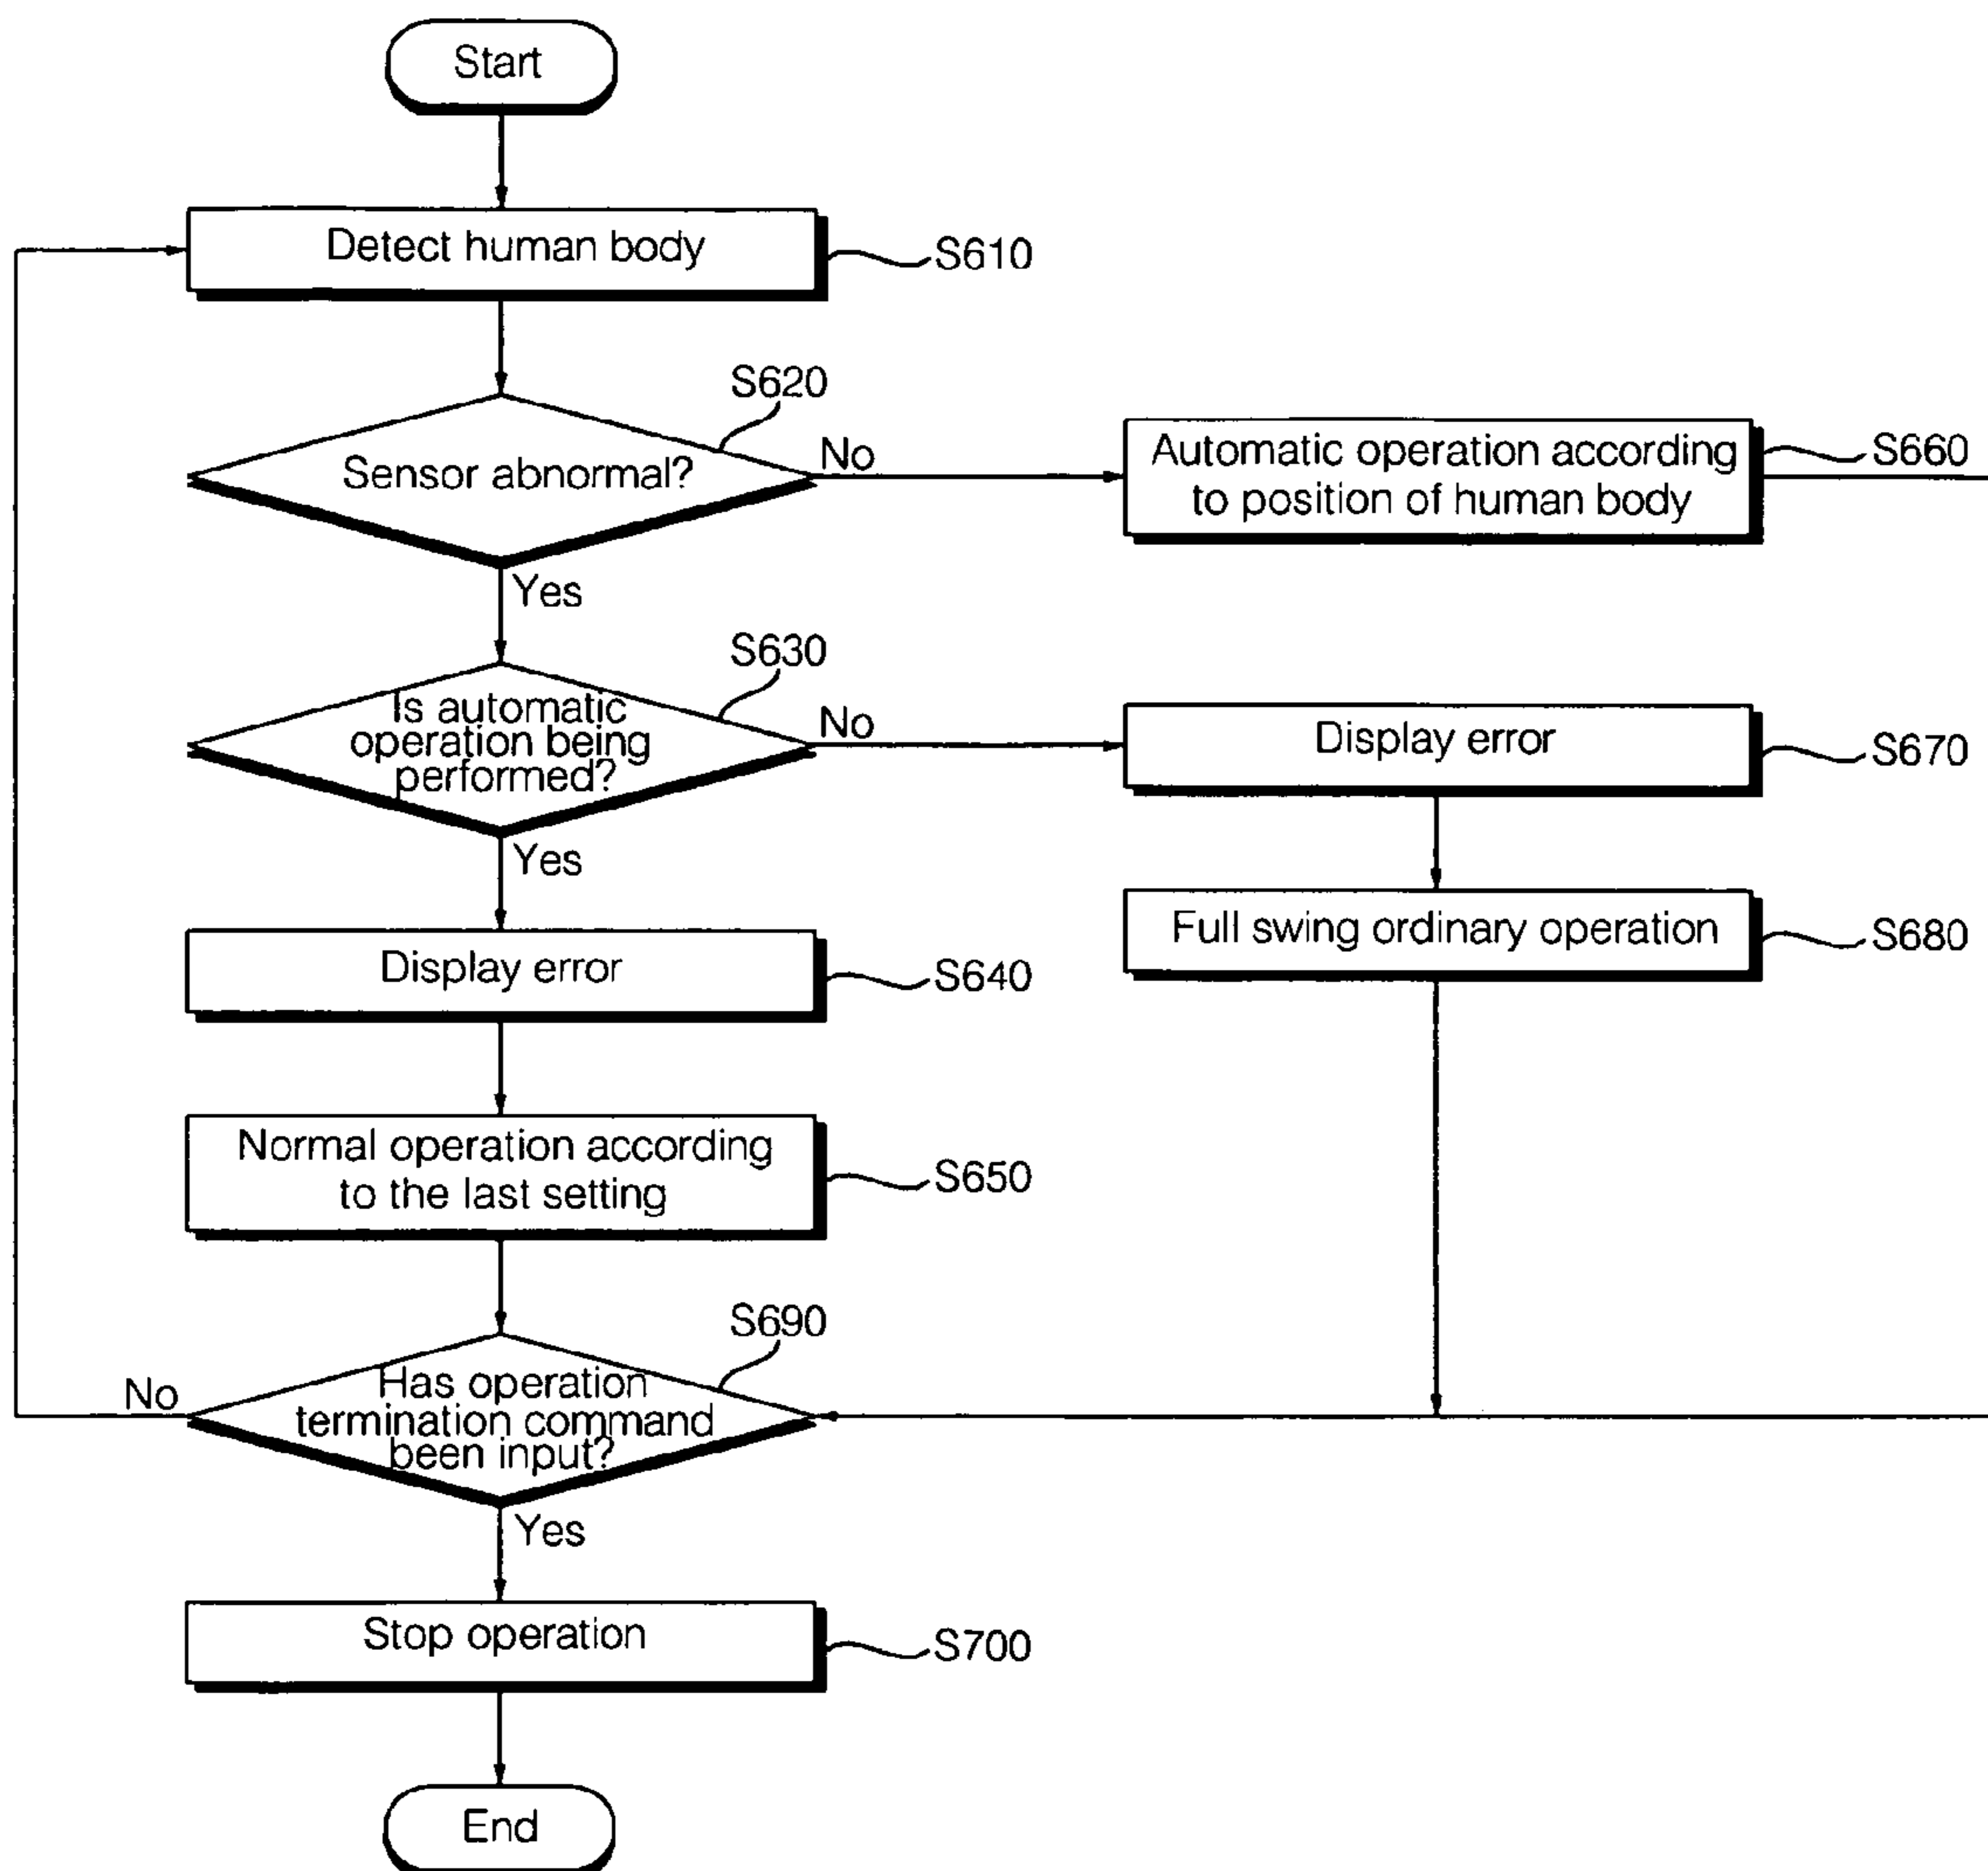 Start
Detect human body
S610
S620
Sensor abnormal?
No
Automatic operation according
to position of human body
S660
Yes
S630
Is automatic
operation being
performed?
No
Display error
S670
Yes
Full swing ordinary operation
S680
Display error
S640
Normal operation according
to the last setting
S650
S690
No
Has operation
termination command
been input?
Yes
Stop operation
S700
End